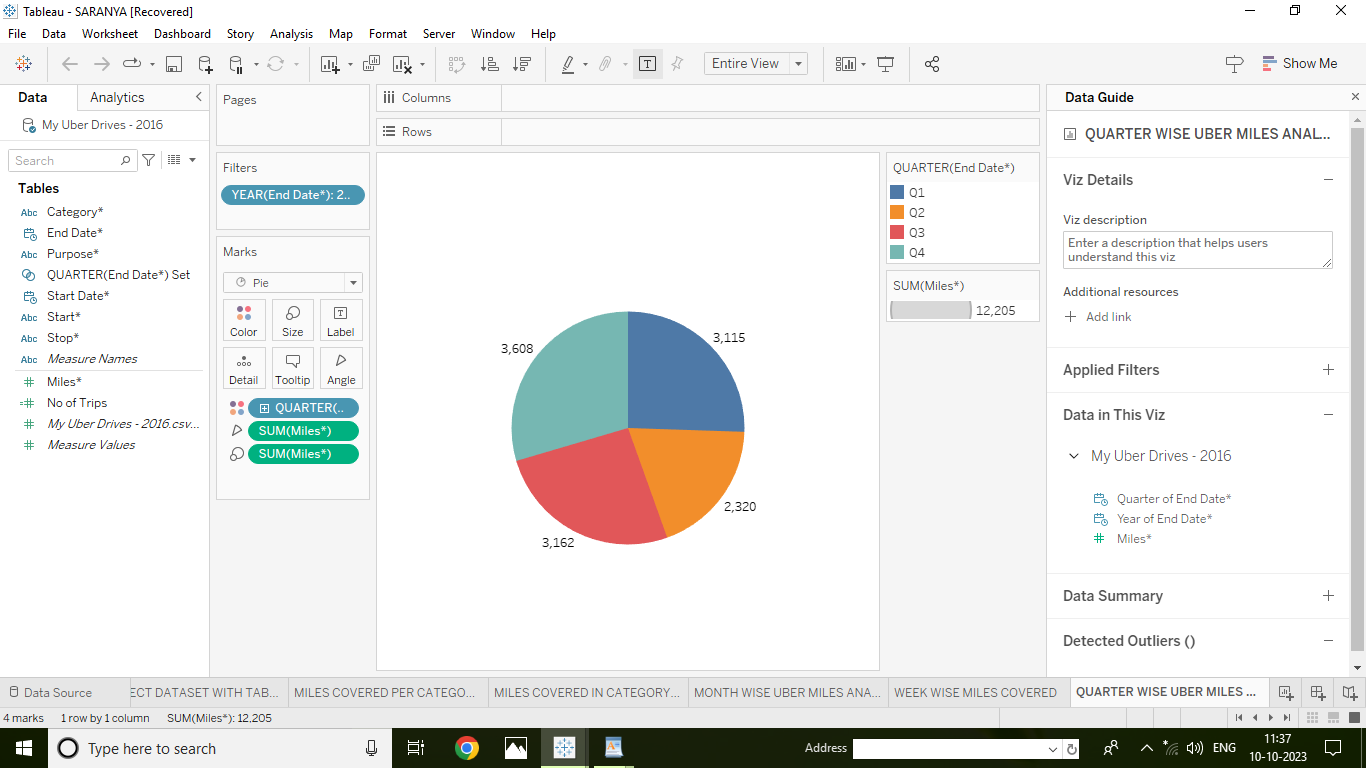 Tableau - SARANYA [Recovered]
File Data Worksheet Dashboard Story Analysis Map Format Server Window Help
Entire View
Show Me
Data Analytics
My Uber Drives - 2016
Search
Tables
Abc Category*
End Date*
Abc Purpose*
QUARTER(End Date*) Set
Start Date*
Abc Start*
Abc Stop*
Abc Measure Names
# Miles*
=# No of Trips
# My Uber Drives - 2016.csv...
# Measure Values
Pages
Filters
YEAR(End Date*): 2..
Marks
Pie
Color Size Label
Detail Tooltip Angle
QUARTER(..
SUM(Miles*)
SUM(Miles*)
Columns
Rows
3,608
3,115
2,320
3,162
QUARTER(End Date*)
Q1
Q2
Q3
Q4
SUM(Miles*)
12,205
Data Guide
QUARTER WISE UBER MILES ANAL...
Viz Details
Viz description
Enter a description that helps users
understand this viz
Additional resources
Add link
Applied Filters
Data in This Viz
My Uber Drives - 2016
Quarter of End Date*
Year of End Date*
# Miles*
Data Summary
Detected Outliers ()
Data Source ECT DATASET WITH TAB... MILES COVERED PER CATEGO... MILES COVERED IN CATEGORY... MONTH WISE UBER MILES ANA... WEEK WISE MILES COVERED QUARTER WISE UBER MILES ...
4 marks 1 row by 1 column SUM(Miles*): 12,205
Type here to search
Address
ENG
11:37
10-10-2023